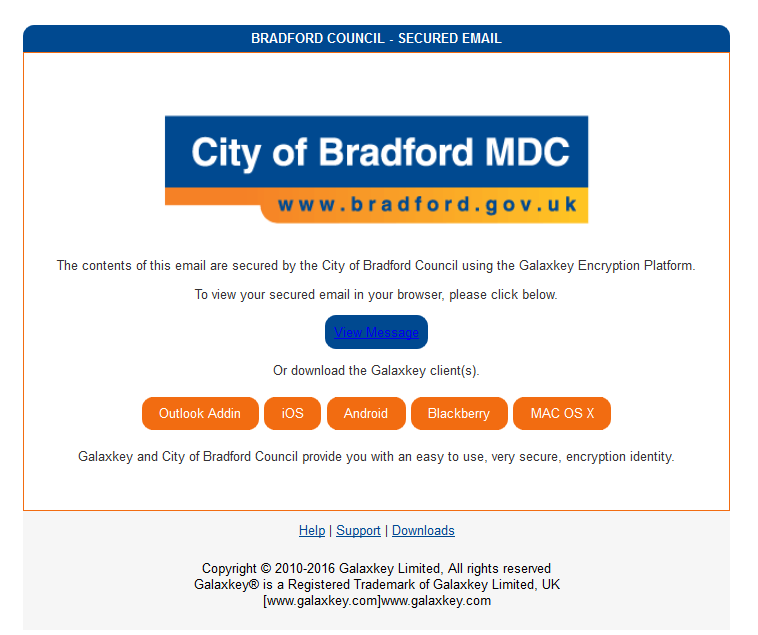 BRADFORD COUNCIL - SECURED EMAIL
City of Bradford MDC
www.bradford.gov.uk
The contents of this email are secured by the City of Bradford Council using the Galaxkey Encryption Platform.
To view your secured email in your browser, please click below.
View Message
Or download the Galaxkey client(s).
Outlook Addin iOS Android Blackberry MAC OS X
Galaxkey and City of Bradford Council provide you with an easy to use, very secure, encryption identity.
Help | Support | Downloads
Copyright © 2010-2016 Galaxkey Limited, All rights reserved
Galaxkey® is a Registered Trademark of Galaxkey Limited, UK
[www.galaxkey.com]www.galaxkey.com